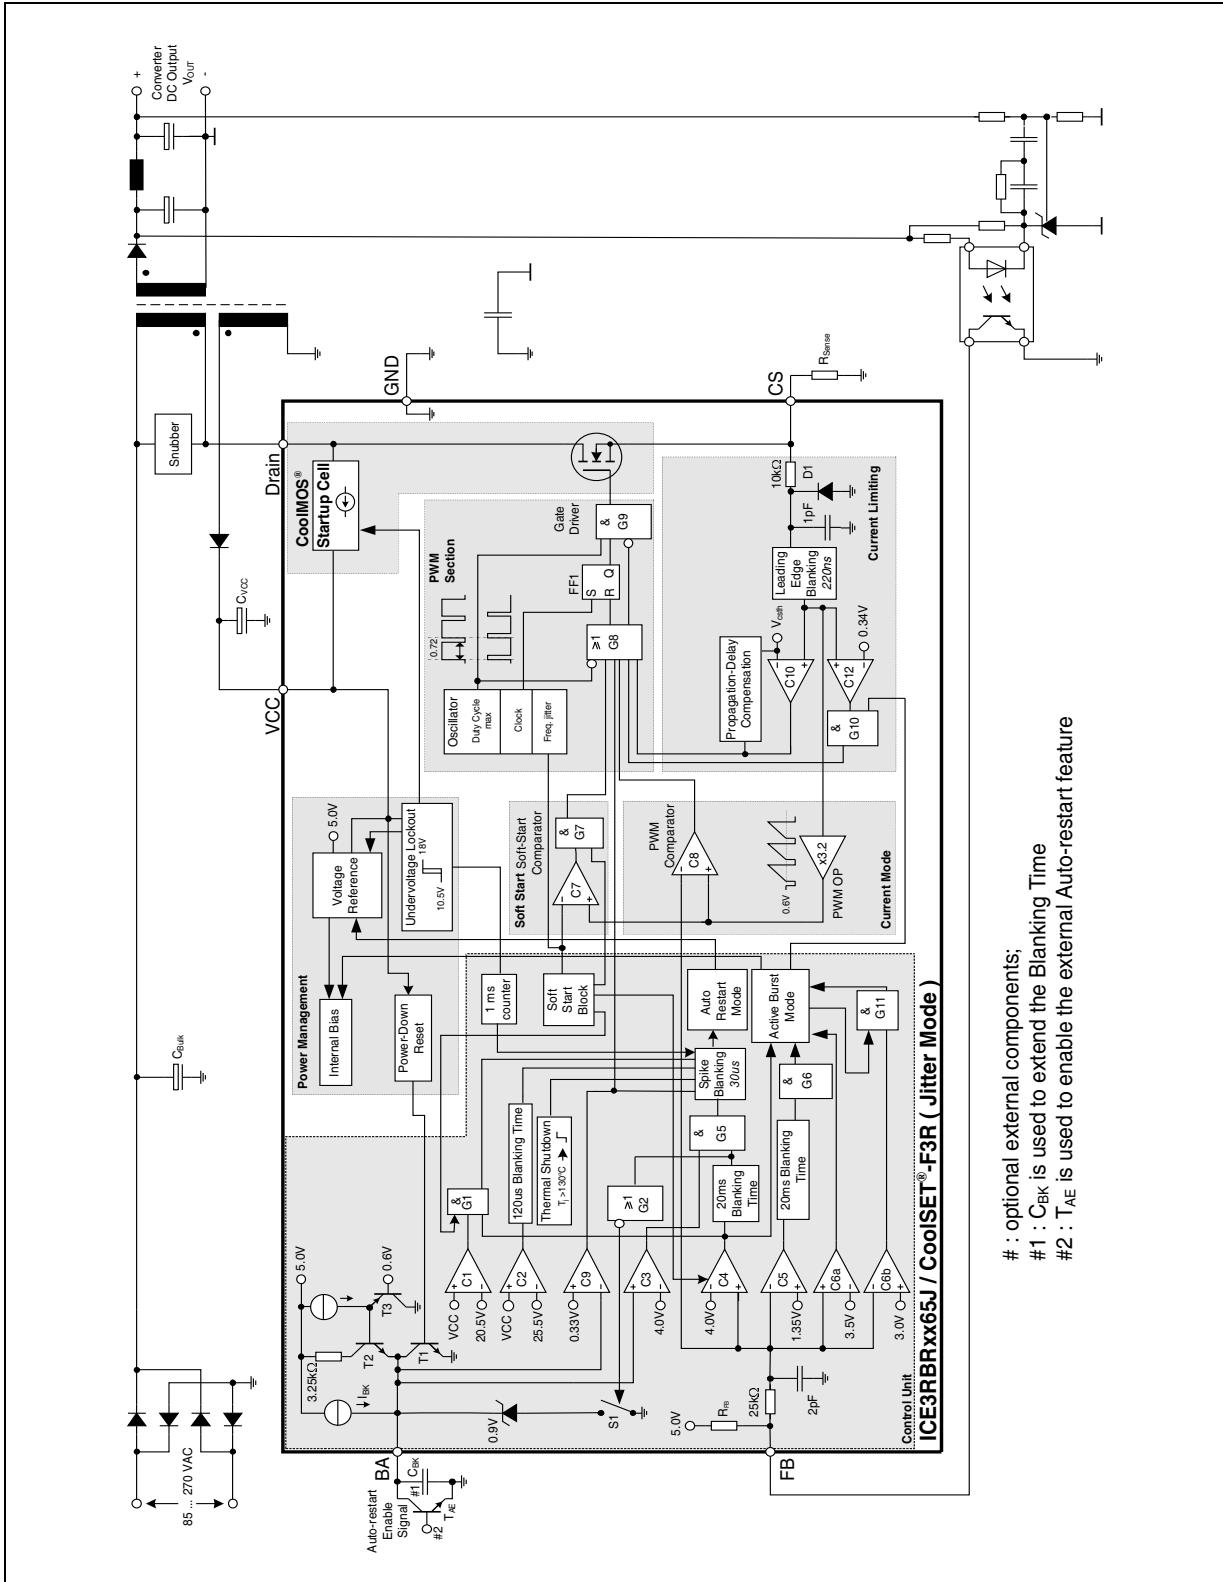 +
Converter
DC Output
VOUT
-
Snubber
85 ... 270 VAC
CBulk
CVCC
VCC
Drain
GND
CS
RSense
BA
FB
#1
CBK
#2
TAE
Auto-restart
Enable
Signal
CoolMOS®
Startup Cell
Power Management
Internal Bias
Voltage
Reference
5.0V
Power-Down
Reset
Undervoltage Lockout
18V
10.5V
PWM
Section
0.72
Oscillator
Duty Cycle
max
Clock
Freq. jitter
FF1
S
R
Q
Gate
Driver
&
G9
≥1
G8
Soft Start
Soft-Start
Comparator
C7
&
G7
Soft
Start
Block
PWM
Comparator
C8
0.6V
x3.2
PWM OP
Current Mode
Propagation-Delay
Compensation
Vcsth
C10
C12
0.34V
&
G10
Leading
Edge
Blanking
220ns
10kΩ
D1
1pF
Current Limiting
5.0V
3.25kΩ
IBK
T2
T3
0.6V
T1
0.9V
S1
1 ms
counter
&
G1
VCC
C1
20.5V
120us Blanking Time
VCC
C2
25.5V
Thermal Shutdown
Tj >130°C
C9
0.33V
≥1
G2
C3
4.0V
C4
4.0V
20ms
Blanking
Time
&
G5
Spike
Blanking
30us
Auto
Restart
Mode
C5
1.35V
20ms Blanking
Time
&
G6
Active Burst
Mode
C6a
3.5V
C6b
3.0V
&
G11
5.0V
RFB
25kΩ
2pF
Control Unit
ICE3RBRxx65J / CoolSET®-F3R ( Jitter Mode )
# : optional external components;
#1 : CBK is used to extend the Blanking Time
#2 : TAE is used to enable the external Auto-restart feature